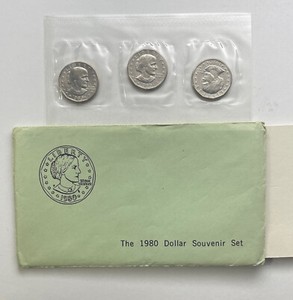 LIBERTY
1980
The 1980 Dollar Souvenir Set